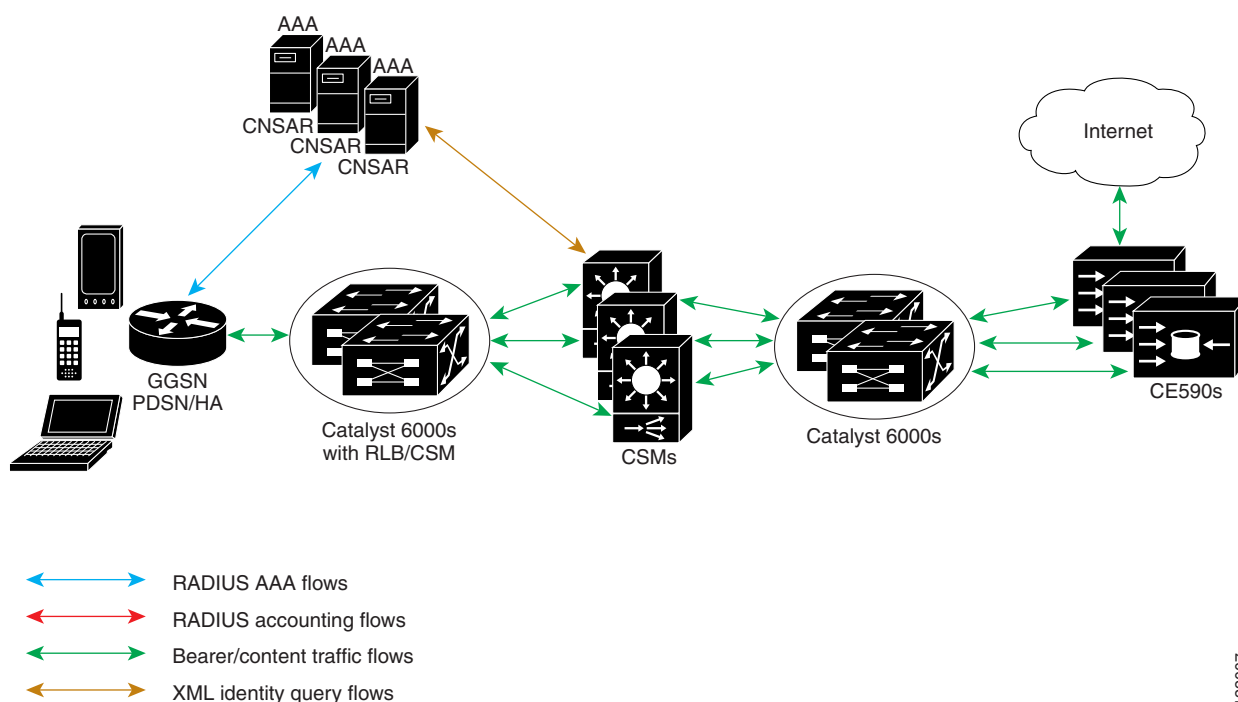 AAA
AAA
AAA
CNSAR
CNSAR
CNSAR
Internet
GGSN
PDSN/HA
Catalyst 6000s
with RLB/CSM
CSMs
Catalyst 6000s
CE590s
RADIUS AAA flows
RADIUS accounting flows
Bearer/content traffic flows
XML identity query flows